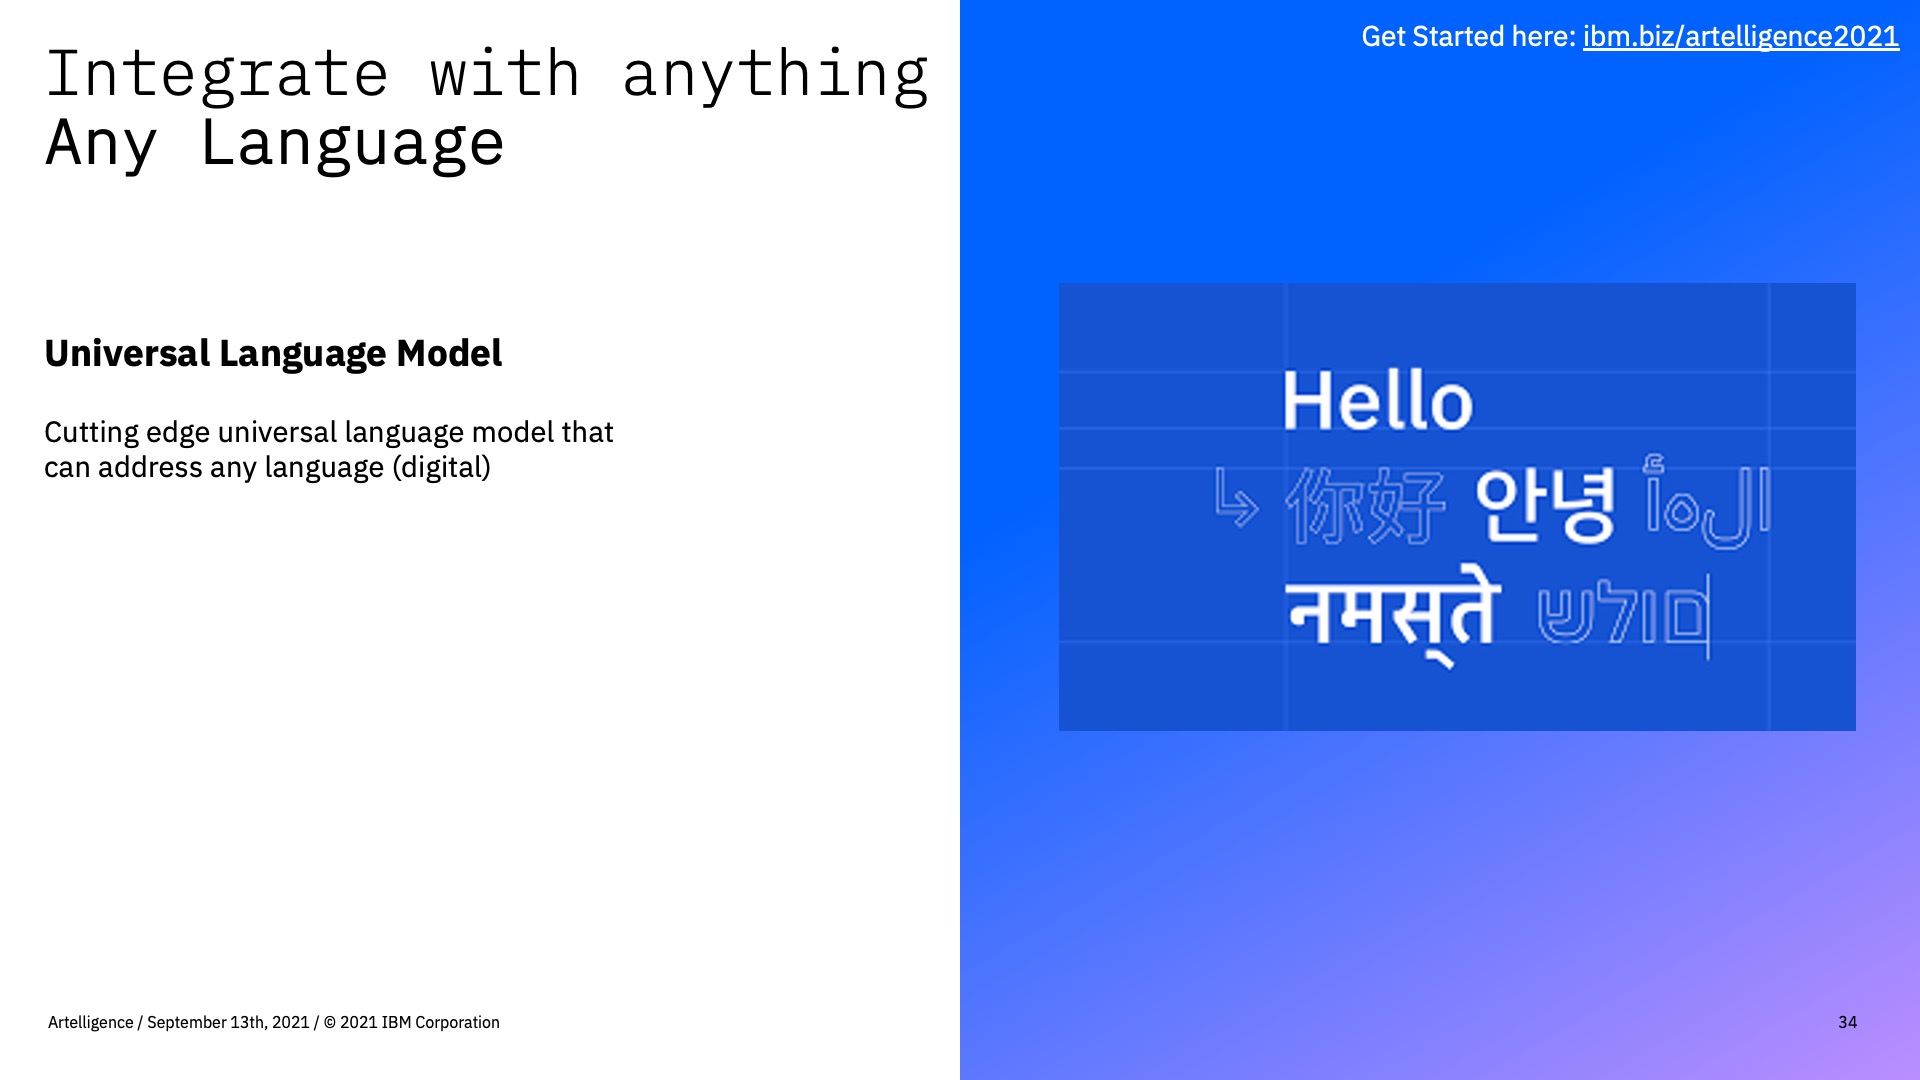 Get Started here: ibm.biz/artelligence2021
Integrate with anything
Any Language
Universal Language Model
Cutting edge universal language model that
can address any language (digital)
Hello
↳ 你好 안녕
नमस्ते םולש
Artelligence / September 13th, 2021 / © 2021 IBM Corporation
34